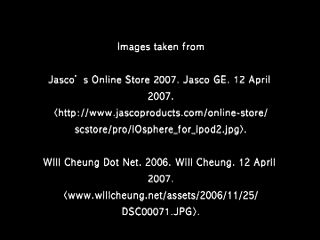 Images taken from
Jasco's Online Store 2007. Jasco GE. 12 April
2007.
<http://www.jascoproducts.com/online-store/
scstore/pro/iOsphere_for_ipod2.jpg>.
Will Cheung Dot Net. 2006. Will Cheung. 12 April
2007.
<www.willcheung.net/assets/2006/11/25/
DSC00071.JPG>.